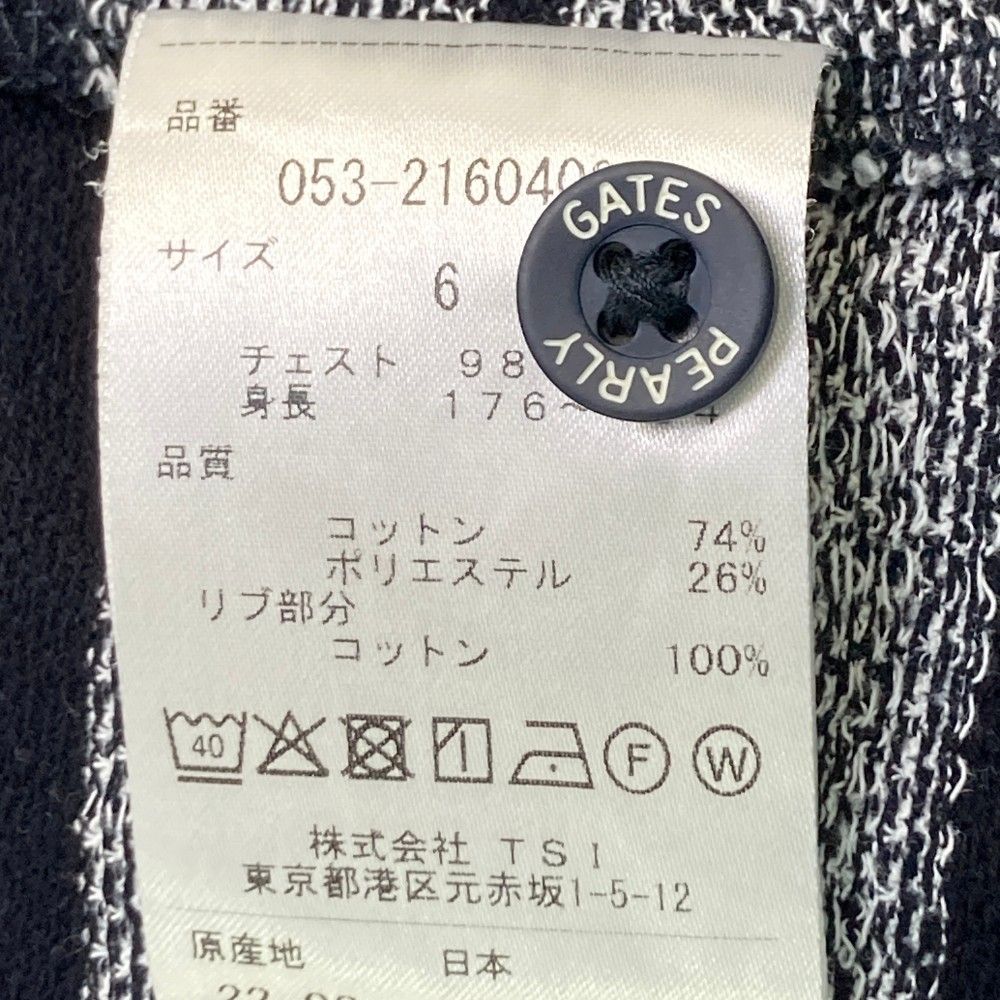 品番
053-216040
GATES
PEARLY
サイズ
6
チェスト 98
身長 176~ 4
品質
コットン 74%
ポリエステル 26%
リブ部分
コットン 100%
40 F W
株式会社 TSI
東京都港区元赤坂1-5-12
原産地 日本